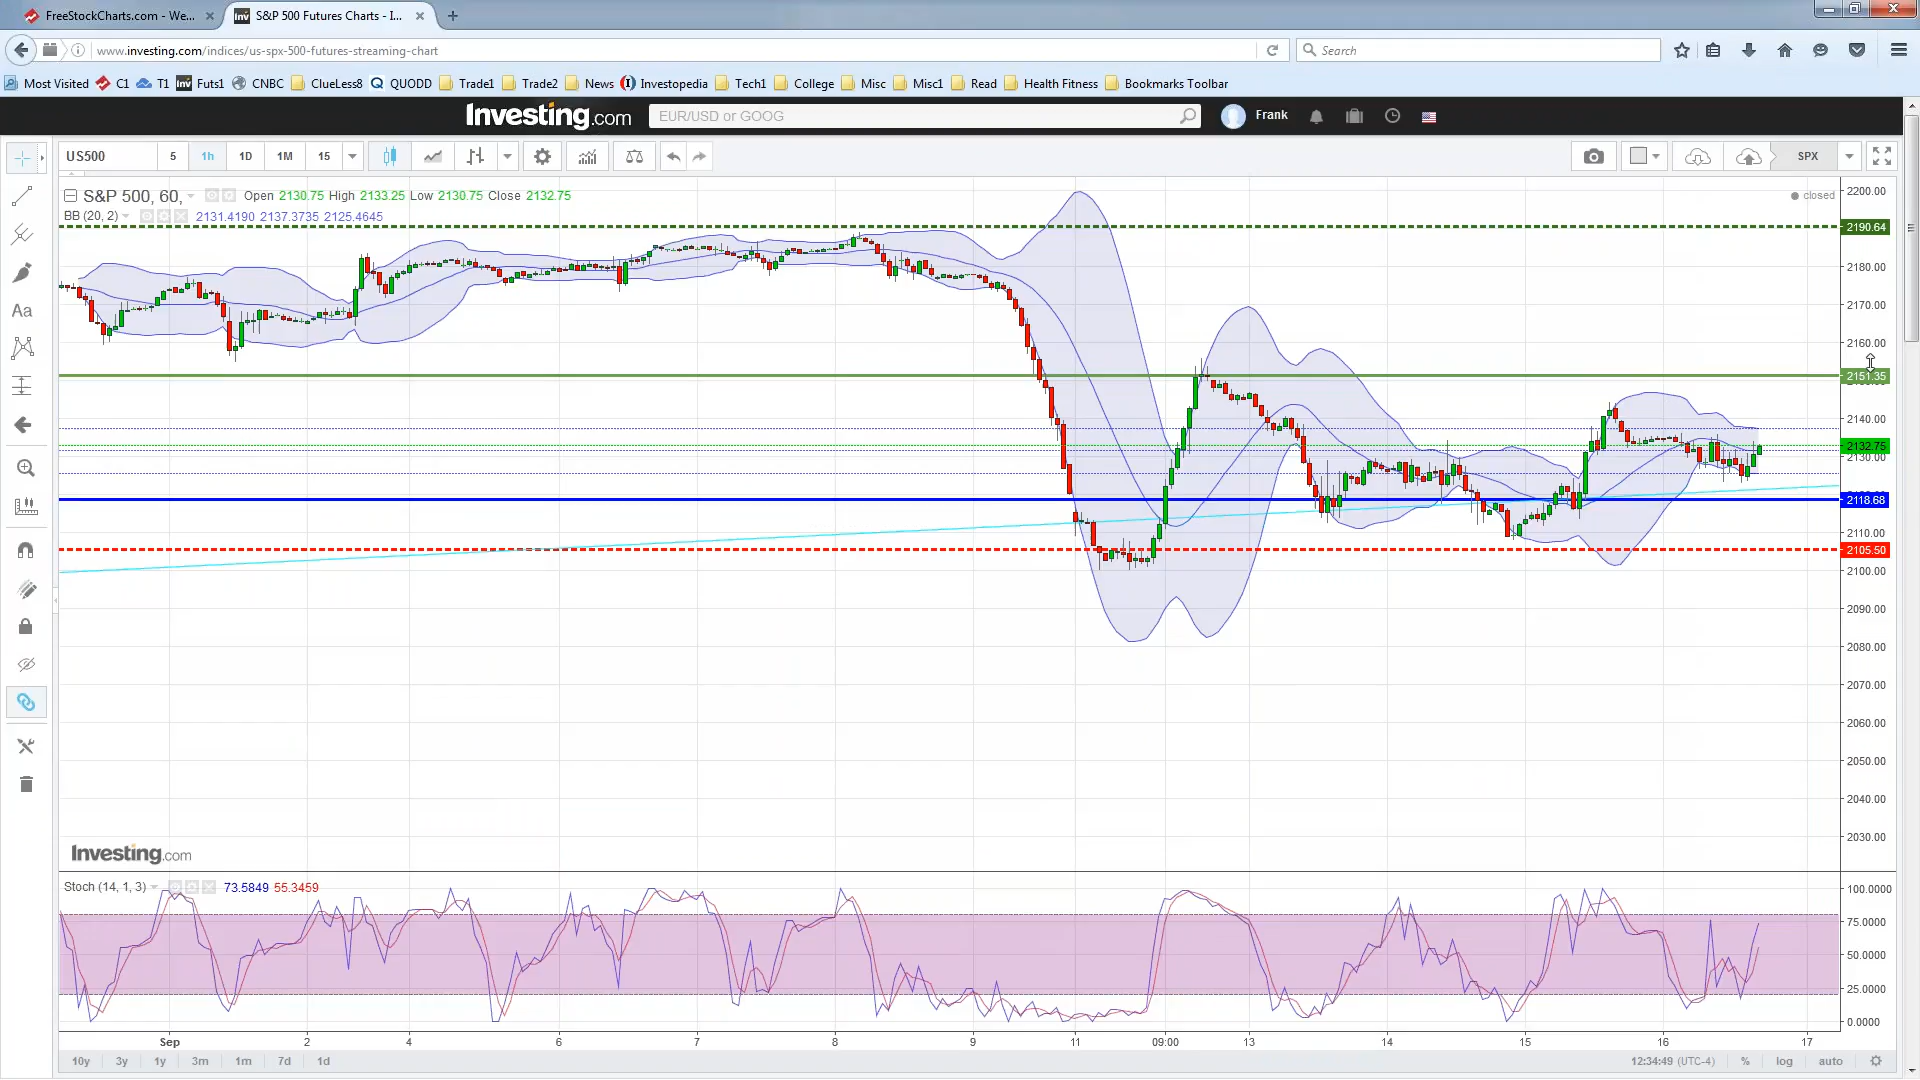 FreeStockCharts.com - We...
S&P 500 Futures Charts - I...
www.investing.com/indices/us-spx-500-futures-streaming-chart
Search
Most Visited C1 T1 Futs1 CNBC ClueLess8 QUODD Trade1 Trade2 News Investopedia Tech1 College Misc Misc1 Read Health Fitness Bookmarks Toolbar
Investing.com EUR/USD or GOOG Frank
US500 5 1h 1D 1M 15 SPX
S&P 500, 60, Open 2130.75 High 2133.25 Low 2130.75 Close 2132.75
closed
BB (20, 2) 2131.4190 2137.3735 2125.4645
2200.00
2190.64
2180.00
2170.00
2160.00
2151.35
2140.00
2132.75
2130.00
2118.68
2110.00
2105.50
2100.00
2090.00
2080.00
2070.00
2060.00
2050.00
2040.00
2030.00
Aa
Investing.com
Stoch (14, 1, 3) 73.5849 55.3459
100.0000
75.0000
50.0000
25.0000
0.0000
Sep 2 4 6 7 8 9 11 09:00 13 14 15 16 17
10y 3y 1y 3m 1m 7d 1d 12:34:49 (UTC-4) % log auto